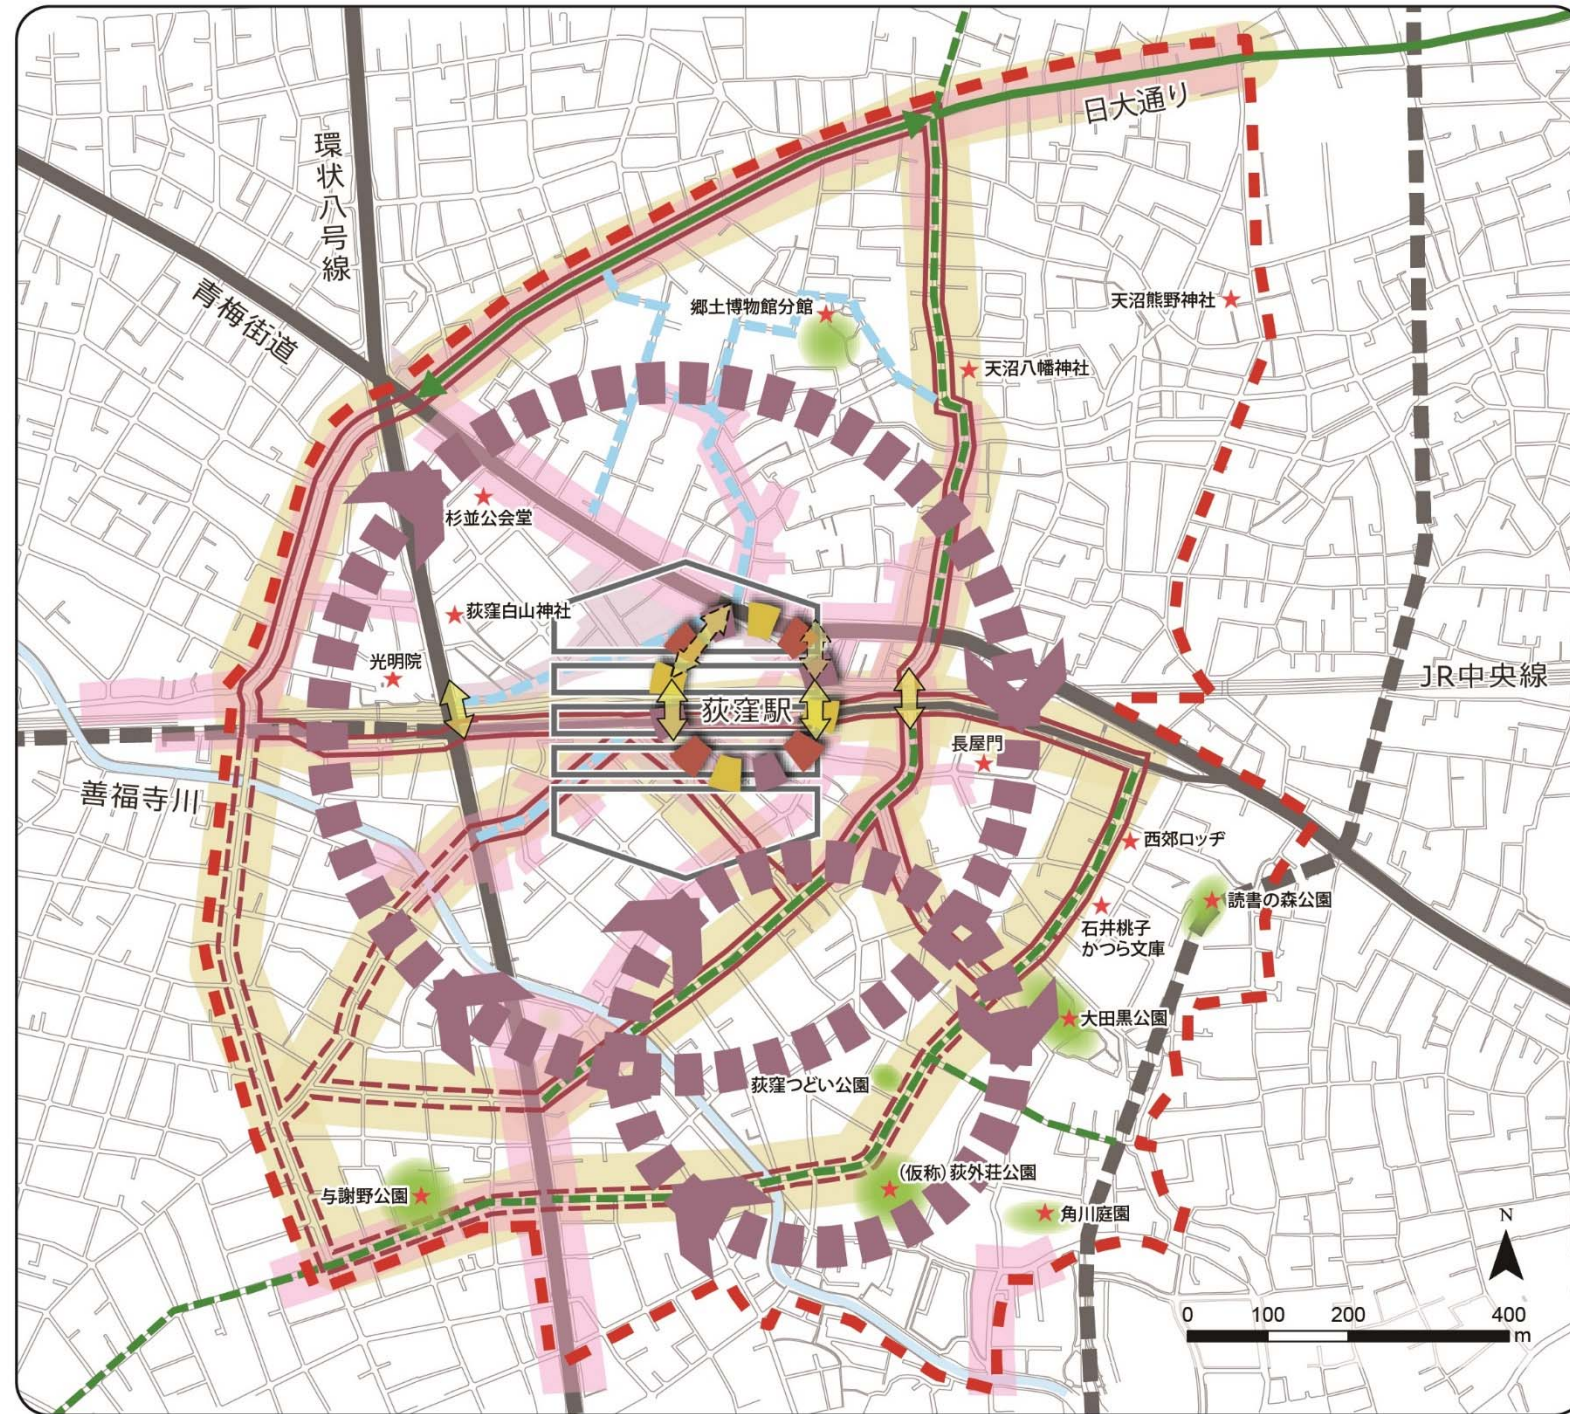 日大通り
環状八号線
青梅街道
郷土博物館分館
天沼熊野神社
天沼八幡神社
杉並公会堂
荻窪白山神社
光明院
荻窪駅
JR中央線
長屋門
善福寺川
西郊ロッヂ
読書の森公園
石井桃子
かつら文庫
大田黒公園
荻窪つどい公園
(仮称)荻外荘公園
与謝野公園
角川庭園
N
0 100 200 400
m